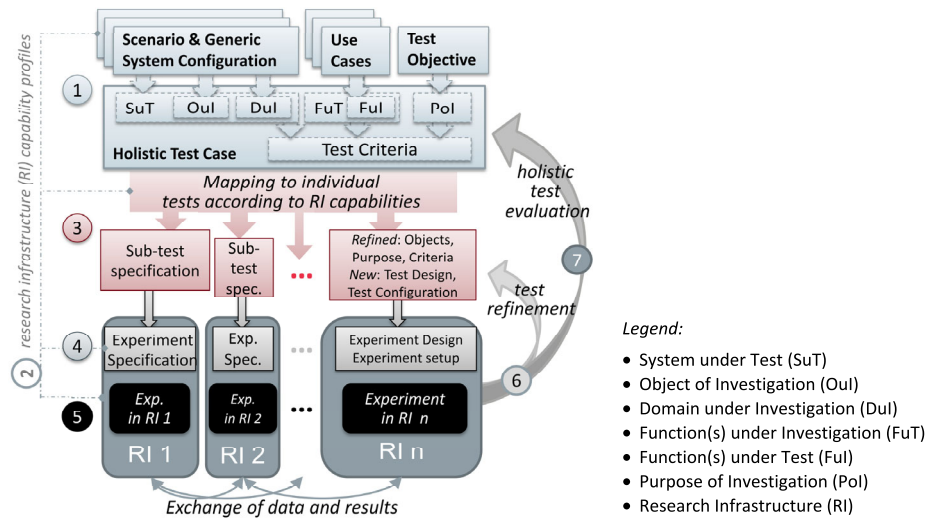 Scenario & Generic
System Configuration
Use
Cases
Test
Objective
1
SuT
OuI
DuI
FuT
FuI
PoI
Holistic Test Case
Test Criteria
research infrastructure (RI) capability profiles
2
Mapping to individual
tests according to RI capabilities
holistic
test
evaluation
3
Sub-test
specification
Sub-
test
spec.
...
Refined: Objects,
Purpose, Criteria
New: Test Design,
Test Configuration
7
test
refinement
4
Experiment
Specification
Exp.
Spec.
...
Experiment Design
Experiment setup
6
5
Exp.
in RI 1
Exp.
in RI 2
...
Experiment
in RI n
RI 1
RI 2
RI n
Exchange of data and results
Legend:
• System under Test (SuT)
• Object of Investigation (OuI)
• Domain under Investigation (DuI)
• Function(s) under Investigation (FuT)
• Function(s) under Test (FuI)
• Purpose of Investigation (PoI)
• Research Infrastructure (RI)